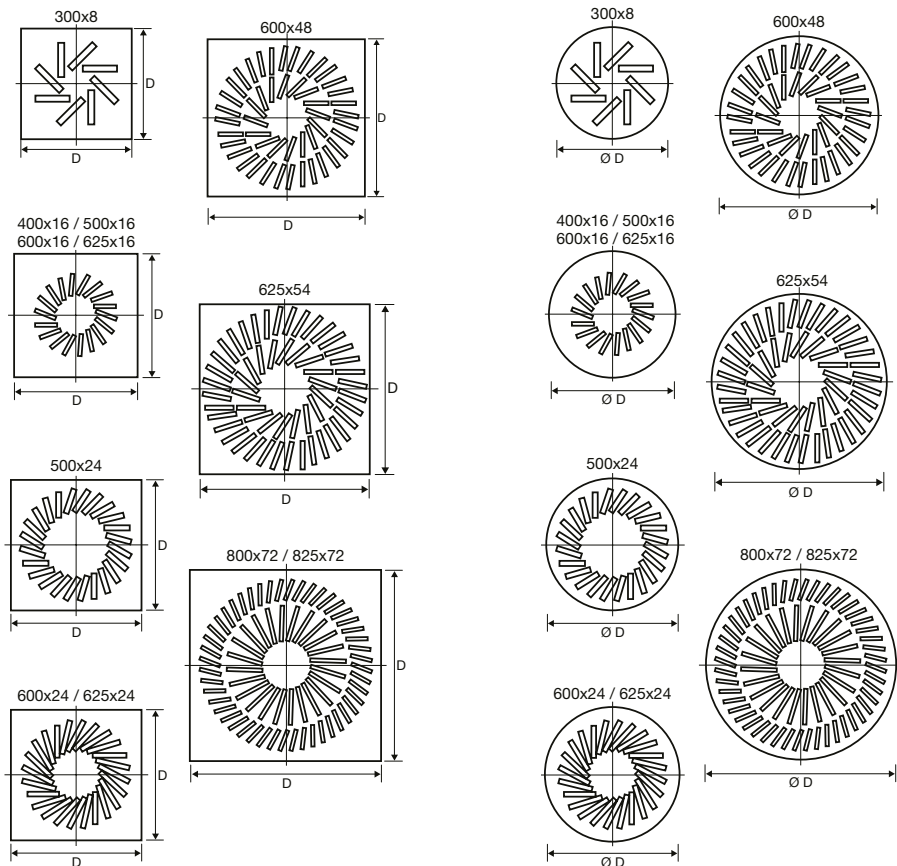 300x8
D
D
600x48
D
D
400x16 / 500x16
600x16 / 625x16
D
D
625x54
D
D
500x24
D
D
800x72 / 825x72
D
D
600x24 / 625x24
D
D
300x8
Ø D
600x48
Ø D
400x16 / 500x16
600x16 / 625x16
Ø D
625x54
Ø D
500x24
Ø D
800x72 / 825x72
Ø D
600x24 / 625x24
Ø D